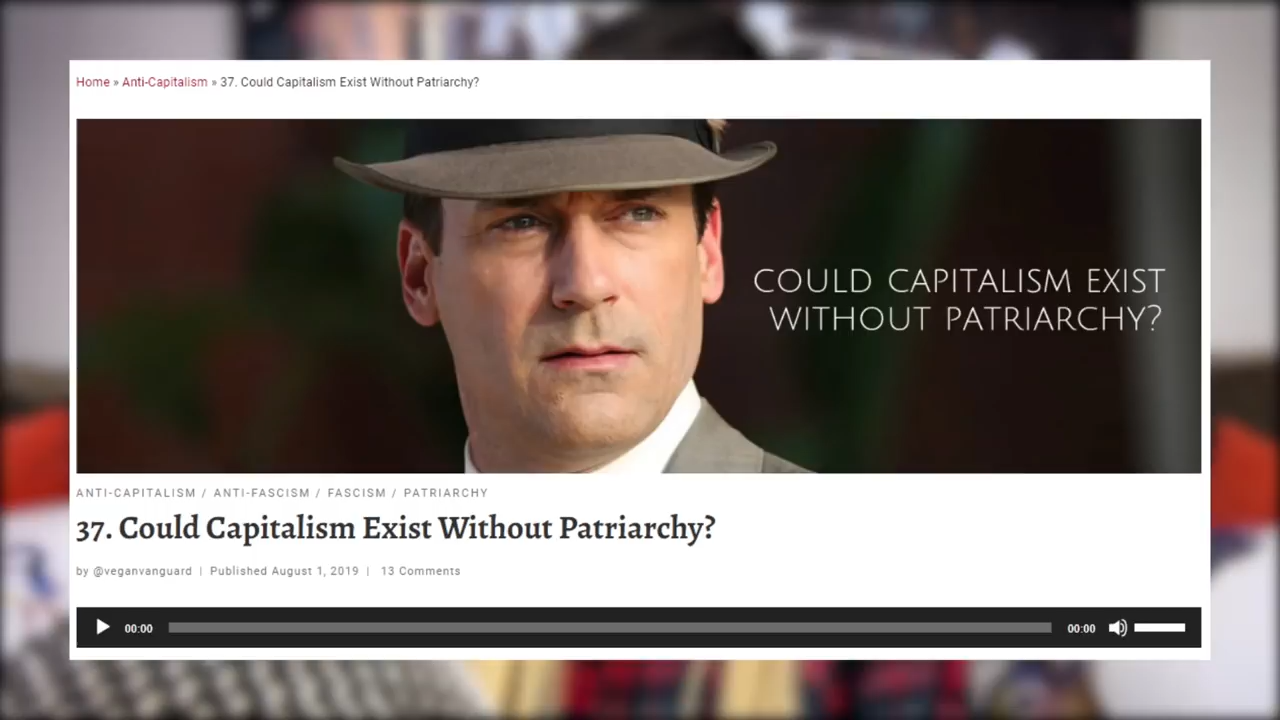 Home » Anti-Capitalism » 37. Could Capitalism Exist Without Patriarchy?
COULD CAPITALISM EXIST
WITHOUT PATRIARCHY?
ANTI-CAPITALISM / ANTI-FASCISM / FASCISM / PATRIARCHY
37. Could Capitalism Exist Without Patriarchy?
by @veganvanguard | Published August 1, 2019 | 13 Comments
00:00 00:00